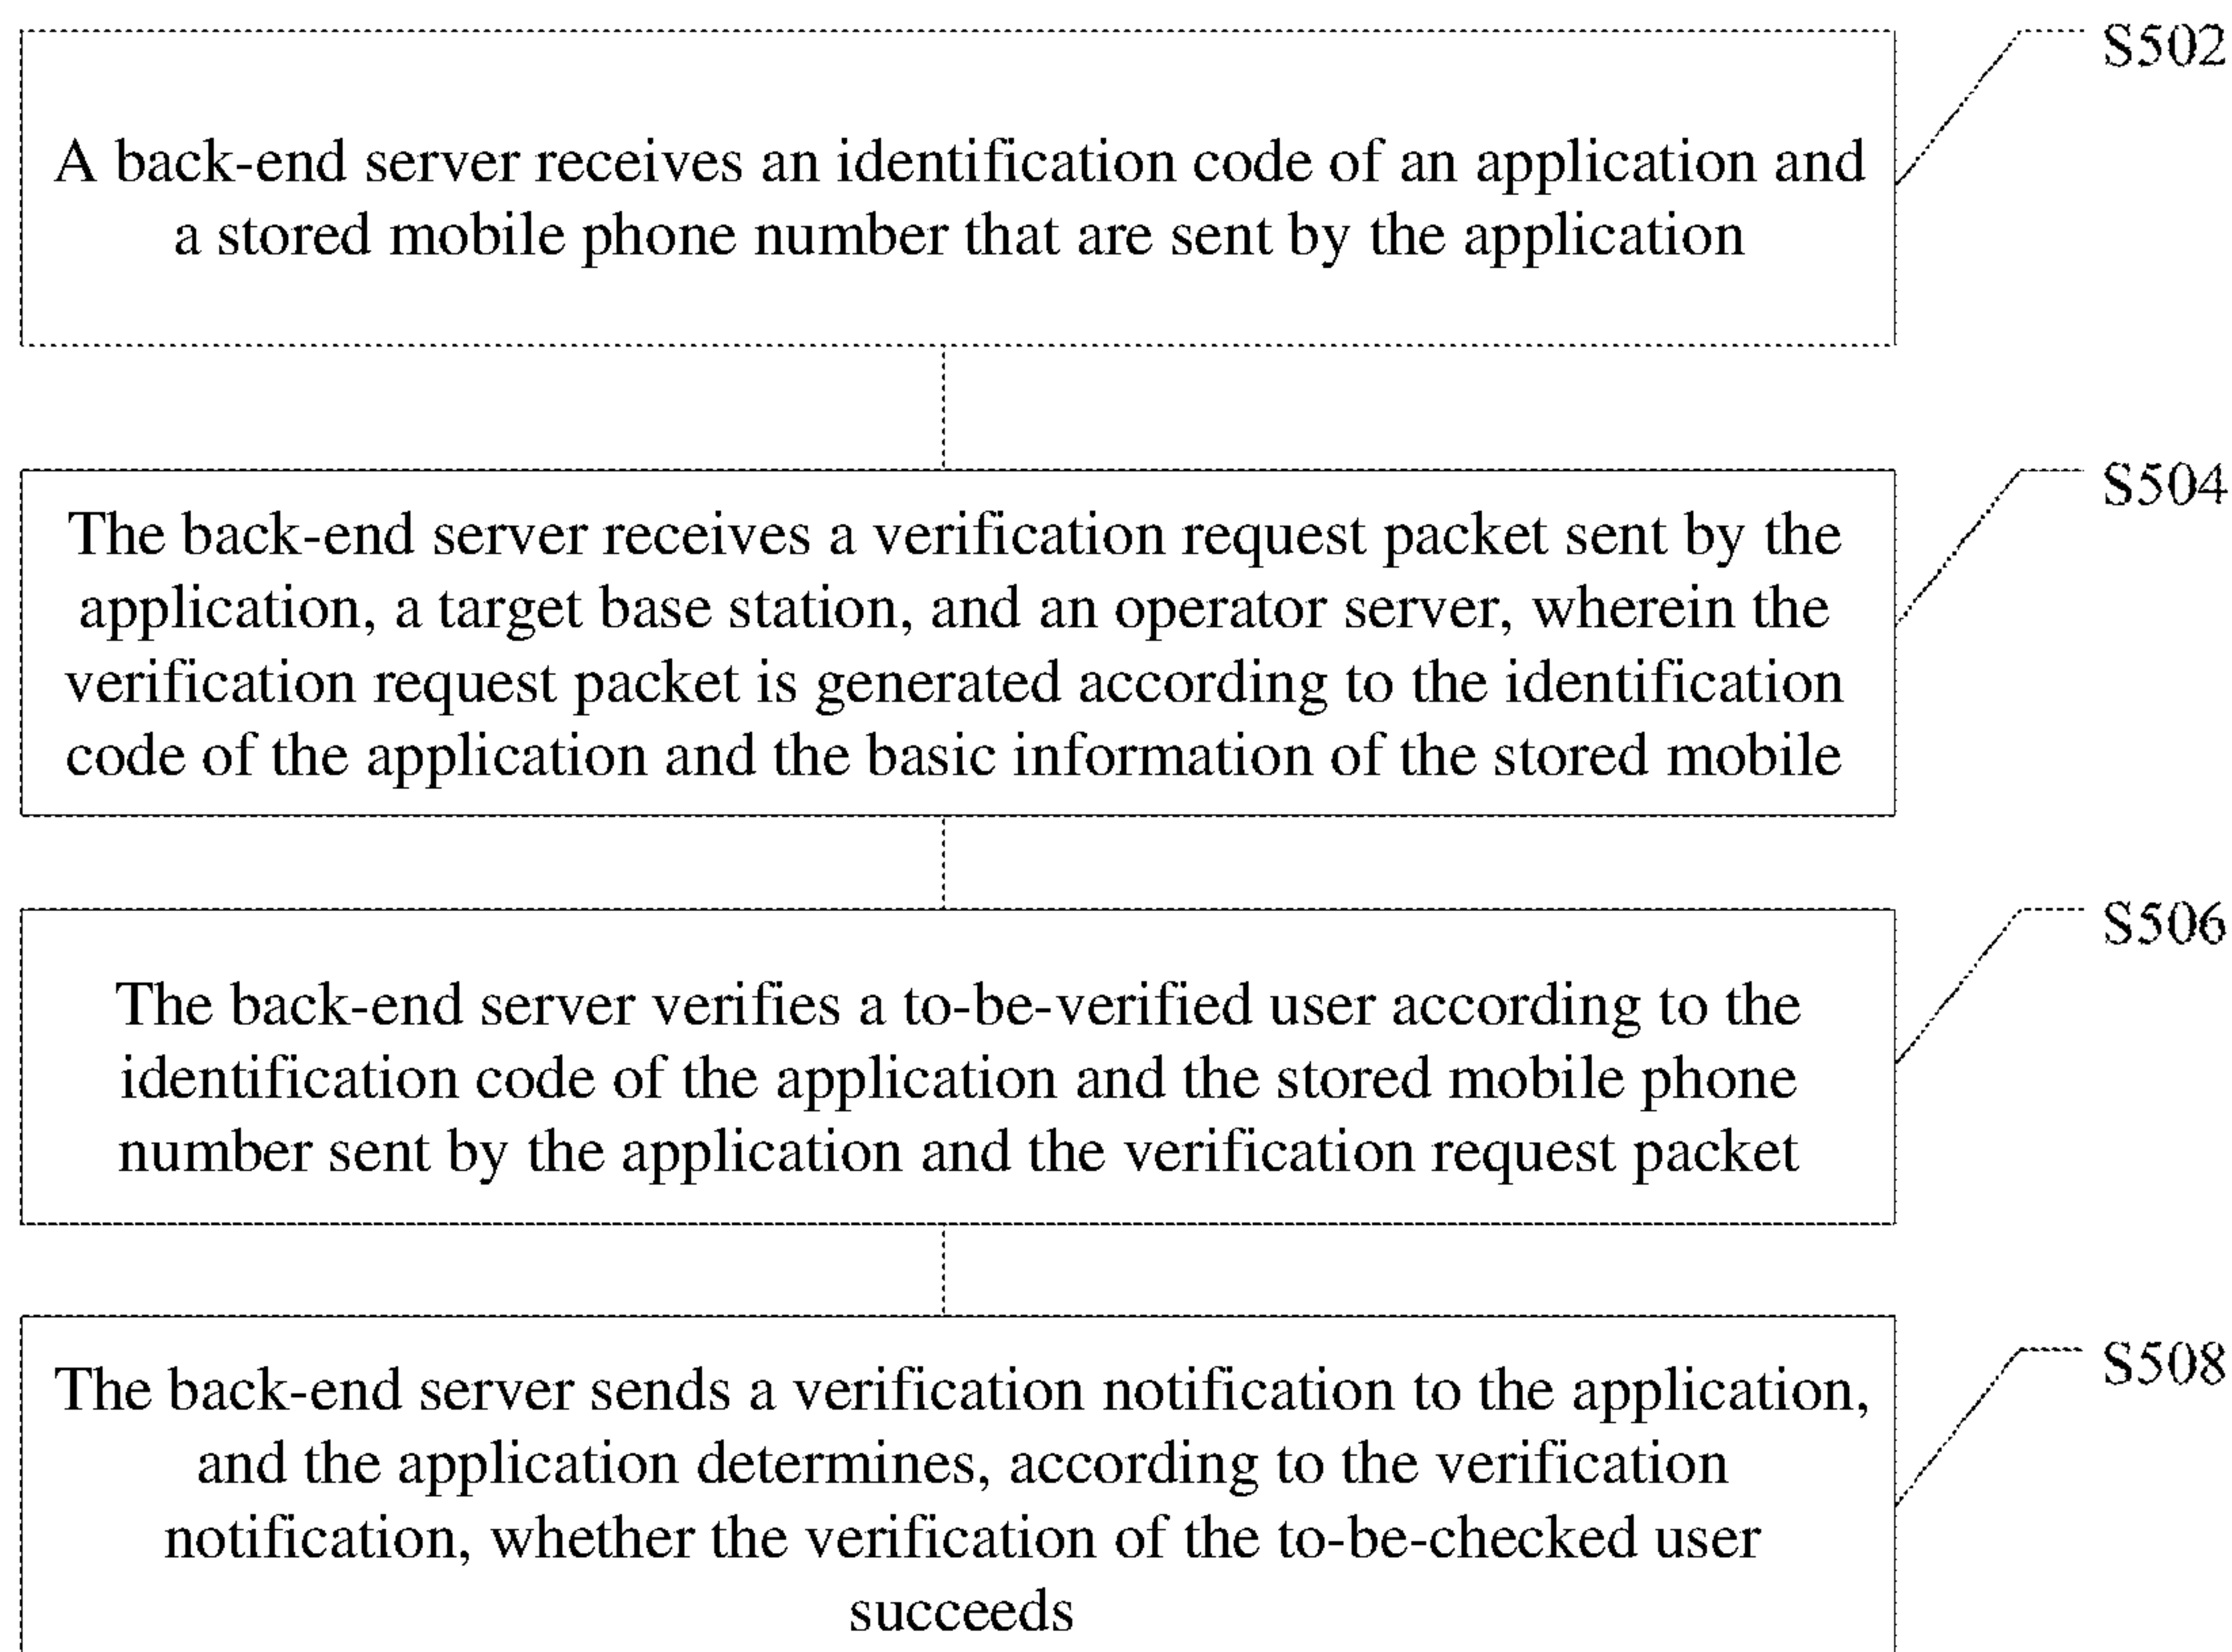 S502
A back-end server receives an identification code of an application and
a stored mobile phone number that are sent by the application
S504
The back-end server receives a verification request packet sent by the
application, a target base station, and an operator server, wherein the
verification request packet is generated according to the identification
code of the application and the basic information of the stored mobile
S506
The back-end server verifies a to-be-verified user according to the
identification code of the application and the stored mobile phone
number sent by the application and the verification request packet
S508
The back-end server sends a verification notification to the application,
and the application determines, according to the verification
notification, whether the verification of the to-be-checked user
succeeds